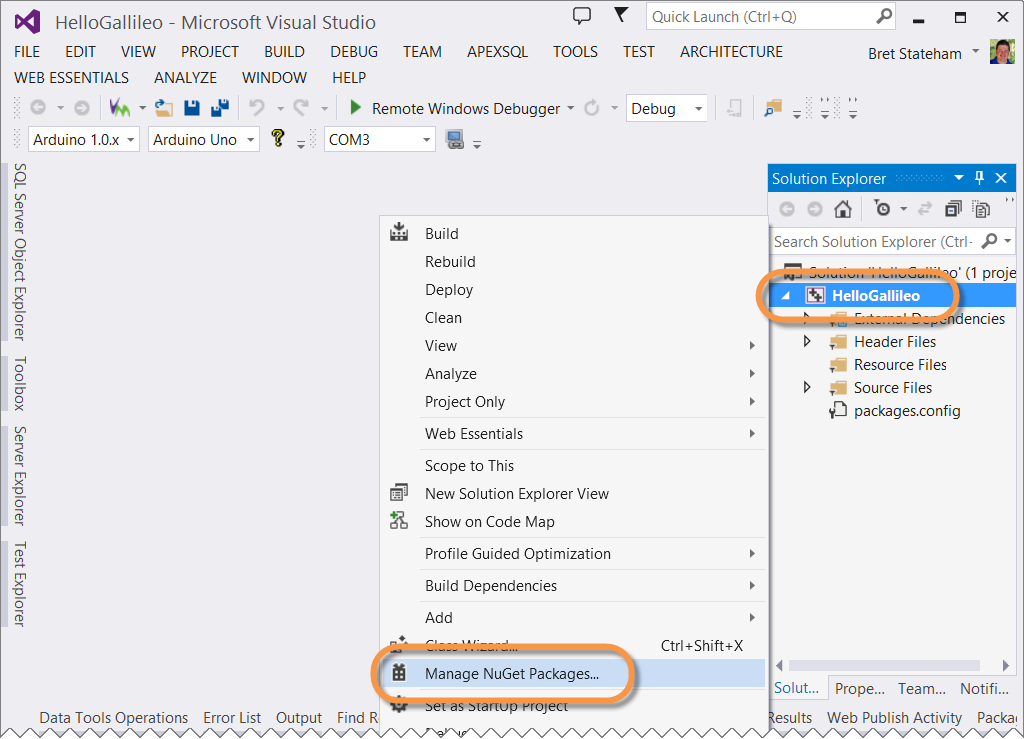 HelloGallileo - Microsoft Visual Studio
Quick Launch (Ctrl+Q)
FILE EDIT VIEW PROJECT BUILD DEBUG TEAM APEXSQL TOOLS TEST ARCHITECTURE
Bret Stateham
WEB ESSENTIALS ANALYZE WINDOW HELP
Remote Windows Debugger Debug
Arduino 1.0.x Arduino Uno COM3
SQL Server Object Explorer
Toolbox
Server Explorer
Test Explorer
Build
Rebuild
Deploy
Clean
View
Analyze
Project Only
Web Essentials
Scope to This
New Solution Explorer View
Show on Code Map
Profile Guided Optimization
Build Dependencies
Add
Class Wizard... Ctrl+Shift+X
Manage NuGet Packages...
Set as StartUp Project
Debug
Solution Explorer
Search Solution Explorer (Ctrl-
Solution 'HelloGallileo' (1 proje
HelloGallileo
External Dependencies
Header Files
Resource Files
Source Files
packages.config
Solut... Prope... Team... Notifi...
Data Tools Operations Error List Output Find R
Results Web Publish Activity Packa